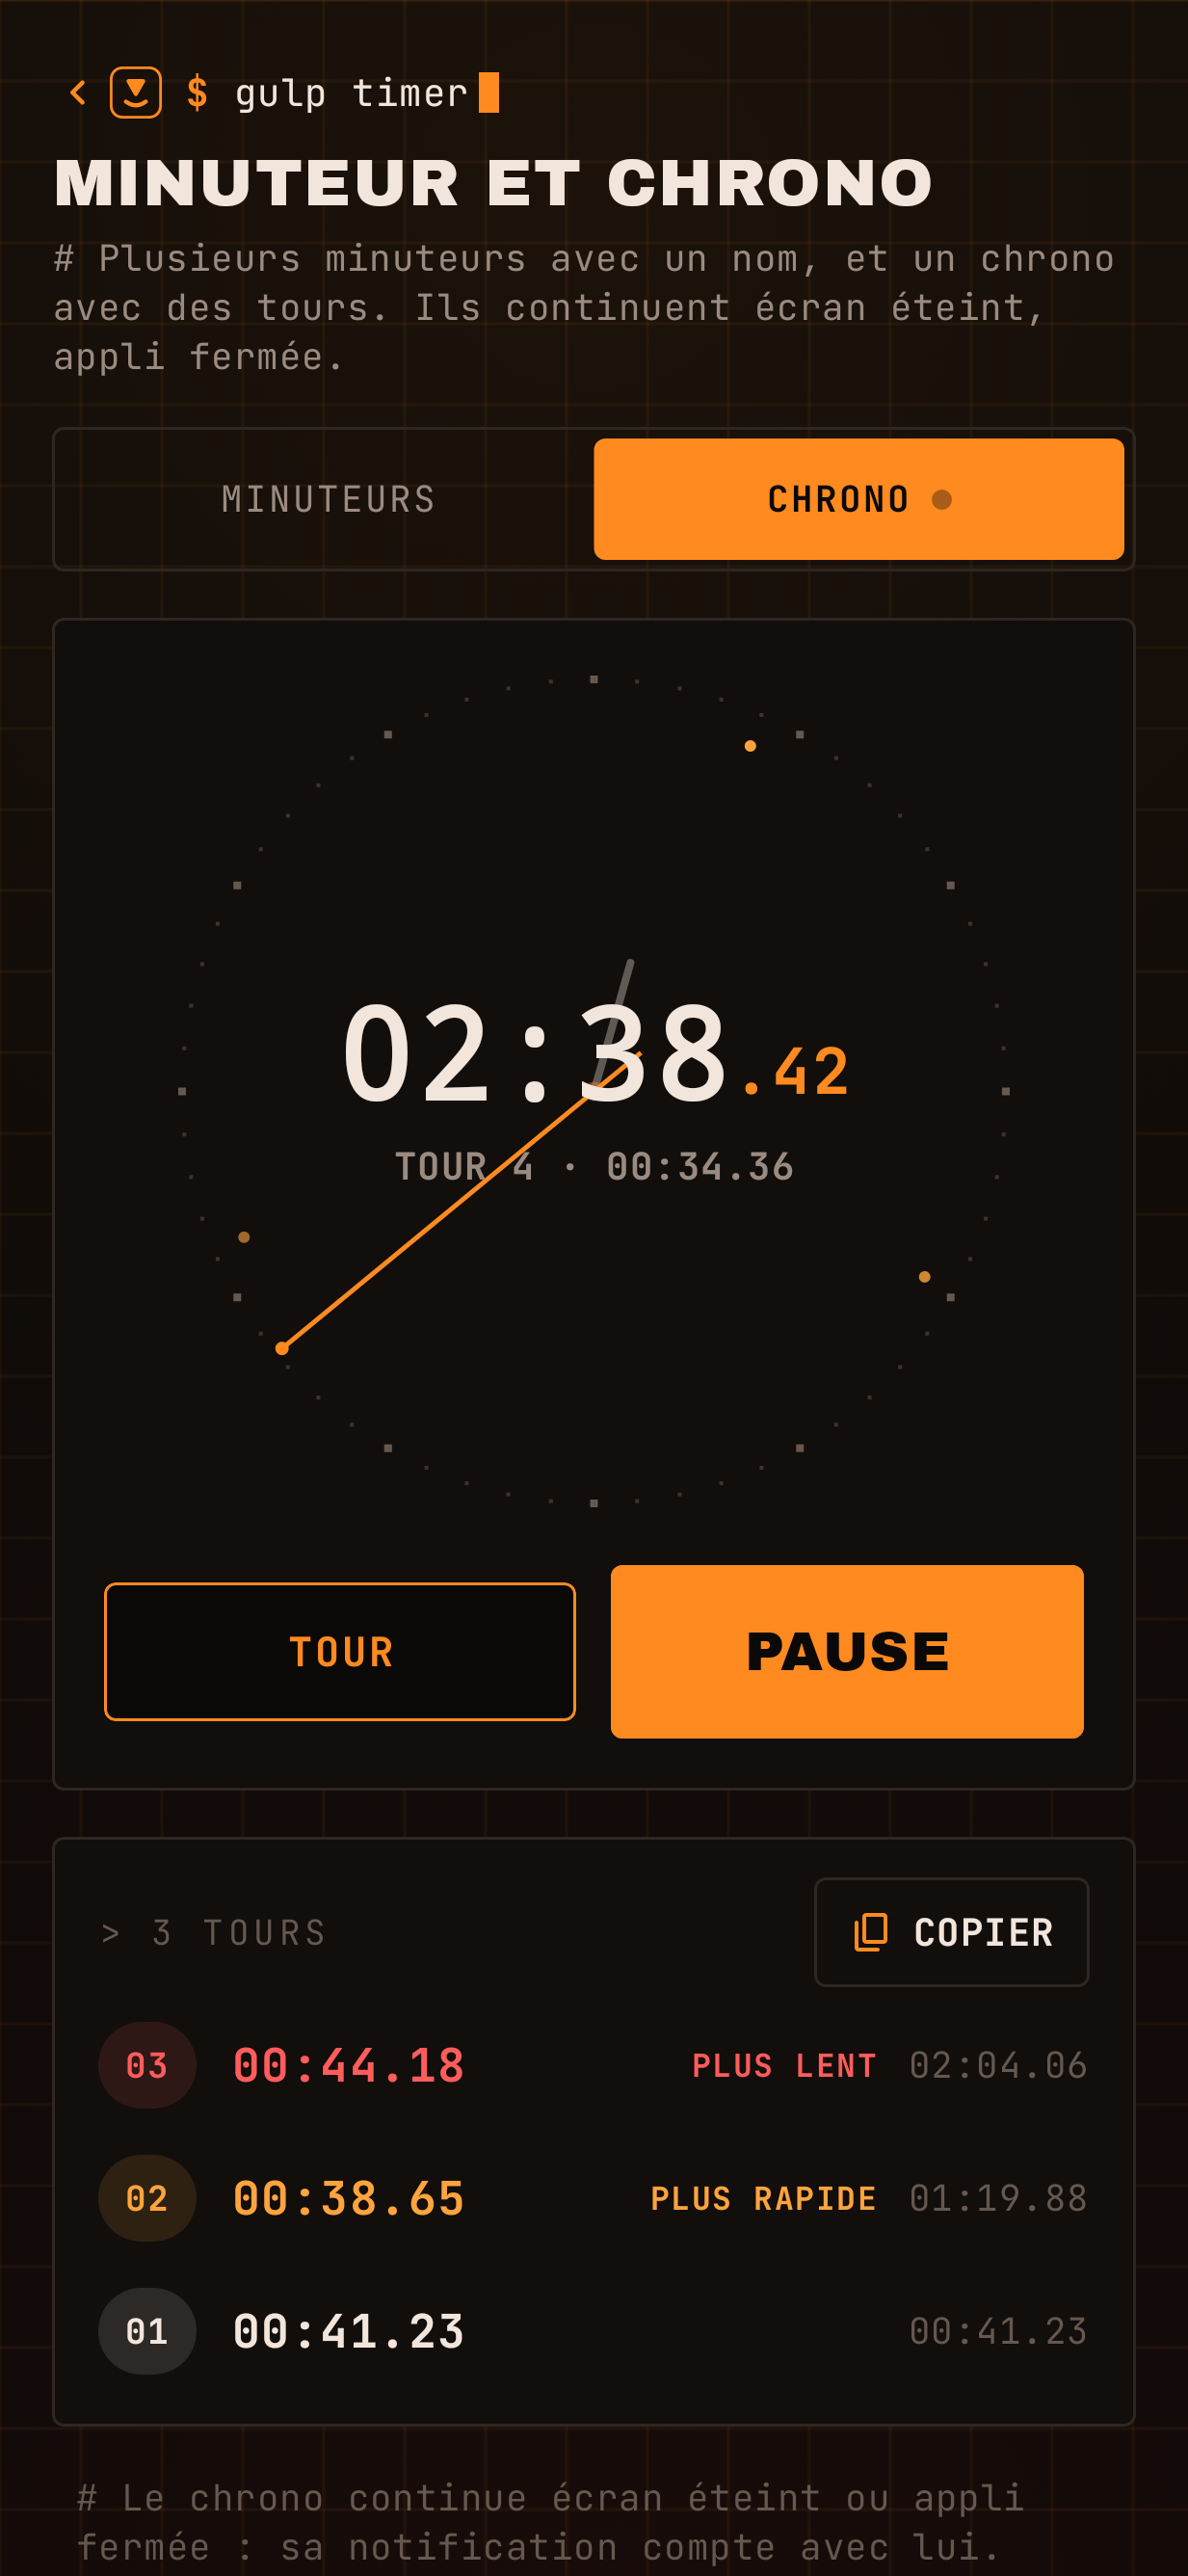 $ gulp timer
MINUTEUR ET CHRONO
# Plusieurs minuteurs avec un nom, et un chrono
avec des tours. Ils continuent écran éteint,
appli fermée.
MINUTEURS
CHRONO
02:38.42
TOUR 4 · 00:34.36
TOUR
PAUSE
> 3 TOURS
COPIER
03 00:44.18 PLUS LENT 02:04.06
02 00:38.65 PLUS RAPIDE 01:19.88
01 00:41.23 00:41.23
# Le chrono continue écran éteint ou appli
fermée : sa notification compte avec lui.